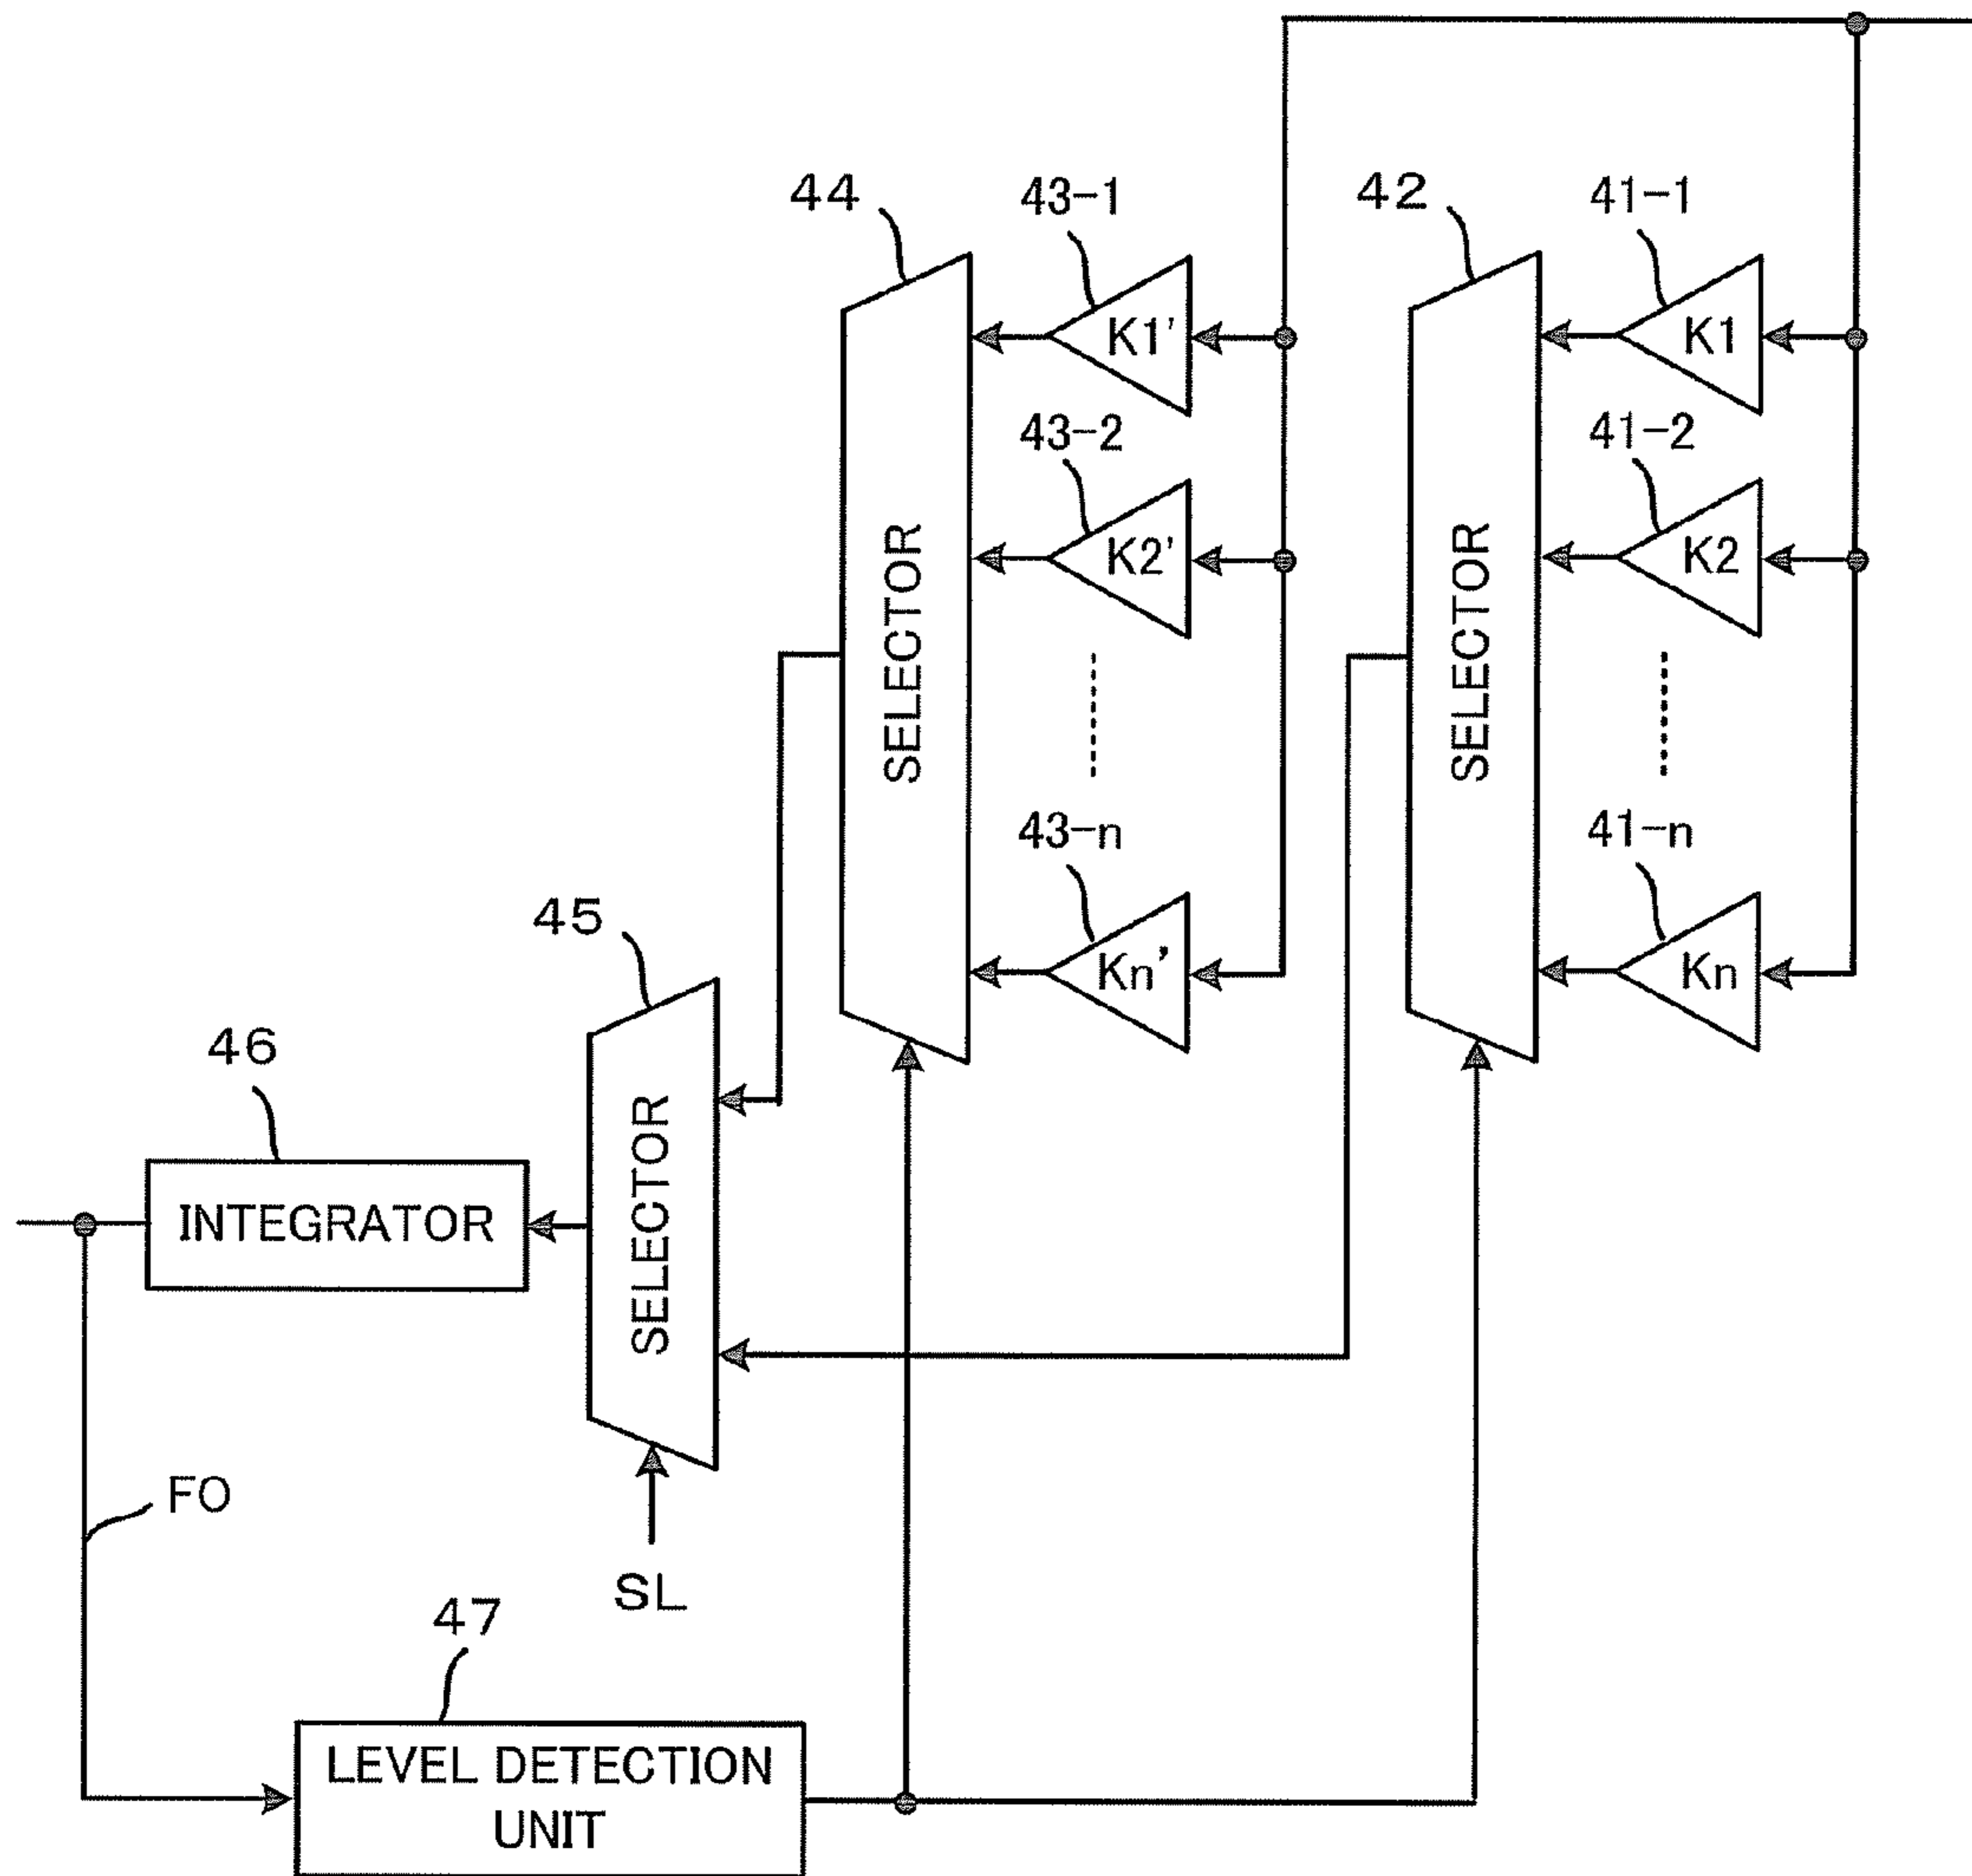 44
43-1
42
41-1
K1'
K1
43-2
41-2
K2'
K2
SELECTOR
SELECTOR
43-n
41-n
Kn'
Kn
45
46
INTEGRATOR
SELECTOR
FO
SL
47
LEVEL DETECTION
UNIT